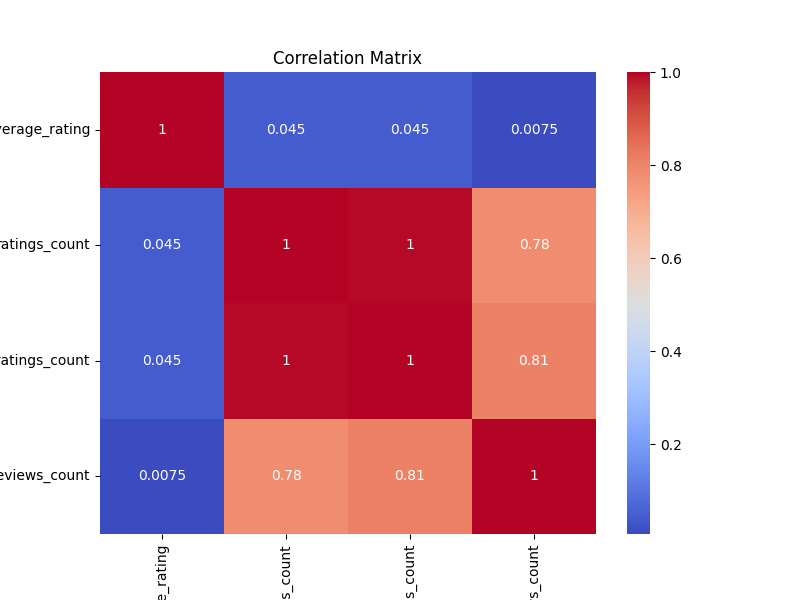 Correlation Matrix
verage_rating 1 0.045 0.045 0.0075 1.0
ratings_count 0.045 1 1 0.78 0.8
ratings_count 0.045 1 1 0.81 0.6
eviews_count 0.0075 0.78 0.81 1 0.4
0.2
e_rating s_count s_count s_count